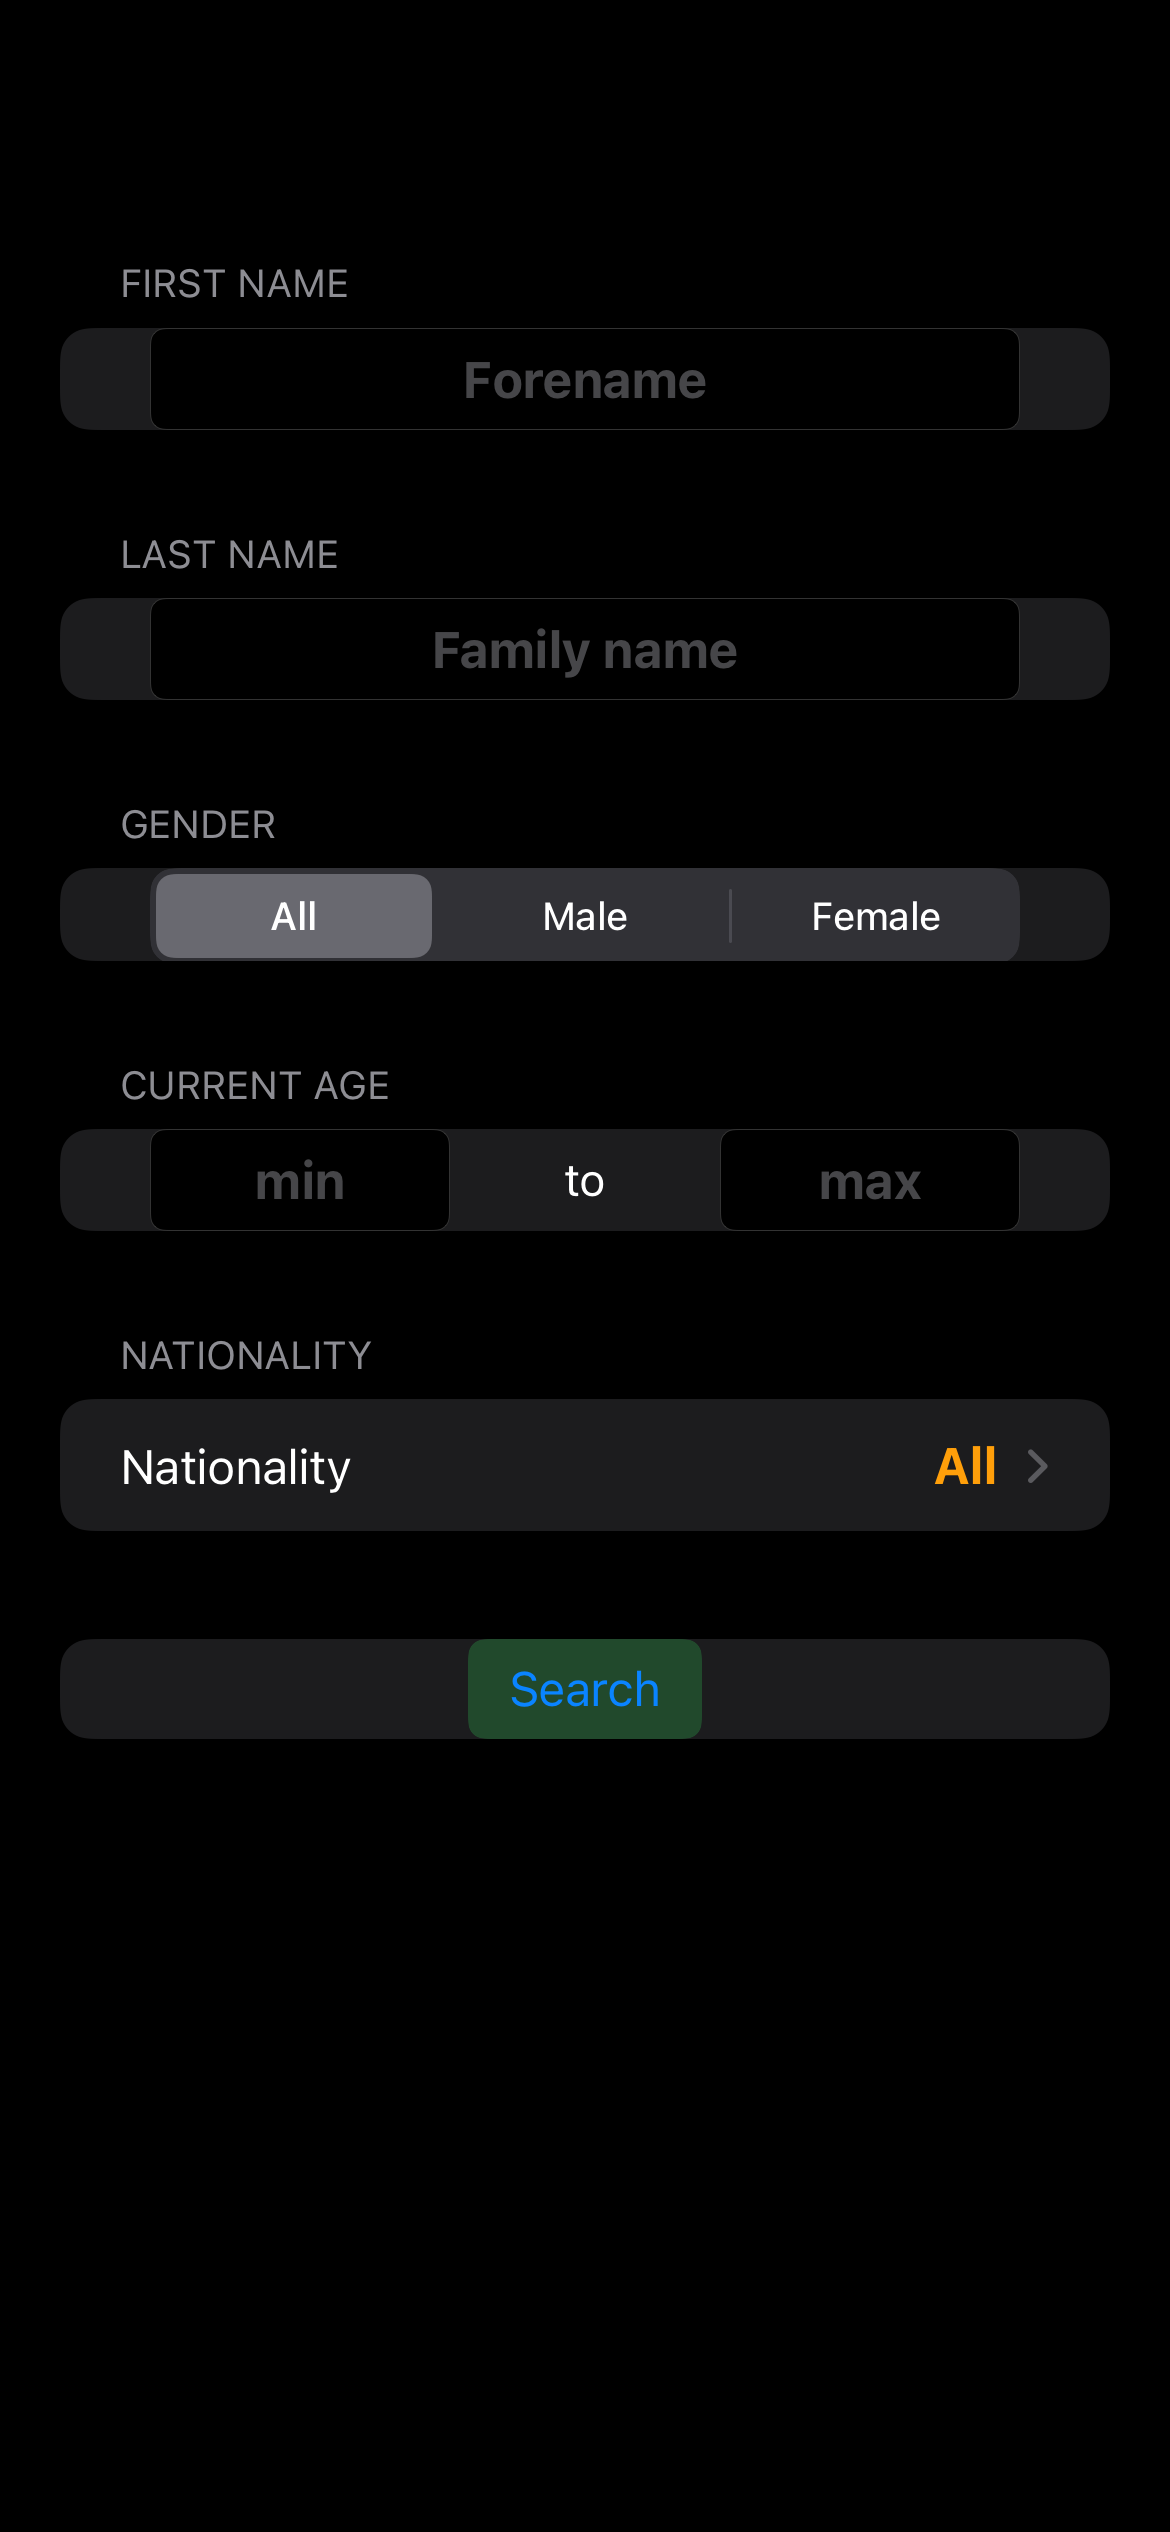 FIRST NAME
Forename
LAST NAME
Family name
GENDER
All Male Female
CURRENT AGE
min to max
NATIONALITY
Nationality All
Search